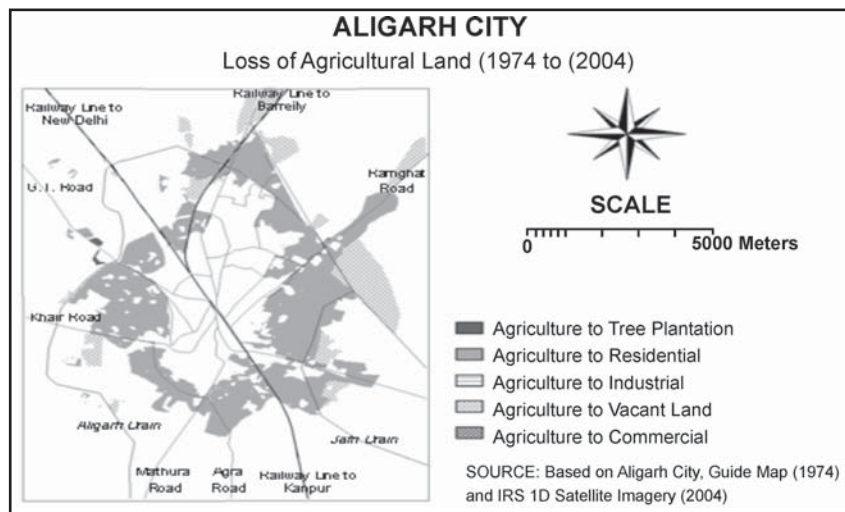 ALIGARH CITY
Loss of Agricultural Land (1974 to (2004)
Railway Line to
New Delhi
Railway Line to
Barreily
G.T. Road
Ramghat
Road
Khair Road
Aligarh Drain
Jafri Drain
Mathura
Road
Agra
Road
Railway Line to
Kanpur
SCALE
0 5000 Meters
Agriculture to Tree Plantation
Agriculture to Residential
Agriculture to Industrial
Agriculture to Vacant Land
Agriculture to Commercial
SOURCE: Based on Aligarh City, Guide Map (1974)
and IRS 1D Satellite Imagery (2004)